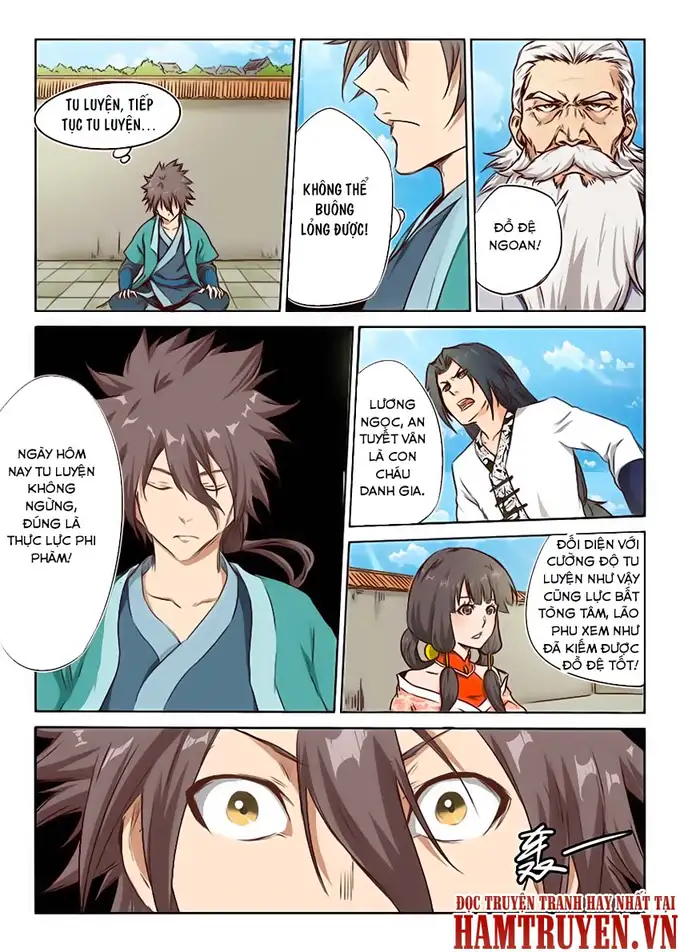 TU LUYỆN, TIẾP
TỤC TU LUYỆN...
KHÔNG THỂ
BUÔNG
LỎNG ĐƯỢC!
ĐỒ ĐỆ
NGOAN!
NGÀY HÔM
NAY TU LUYỆN
KHÔNG
NGỪNG,
ĐÚNG LÀ
THỰC LỰC PHI
PHÀM!
LƯƠNG
NGỌC, AN
TUYẾT VÂN
LÀ CON
CHÁU
DANH GIA.
ĐỐI DIỆN VỚI
CƯỜNG ĐỘ TU
LUYỆN NHƯ VẬY
CŨNG LỰC BẤT
TÒNG TÂM, LÃO
PHU XEM NHƯ
ĐÃ KIẾM ĐƯỢC
ĐỒ ĐỆ TỐT!
轰—
ĐỌC TRUYỆN TRANH HAY NHẤT TẠI
HAMTRUYEN.VN